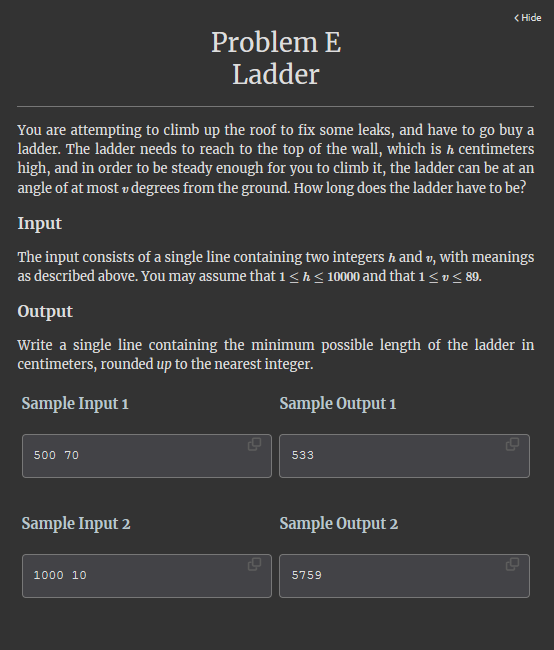 Hide
Problem E
Ladder
You are attempting to climb up the roof to fix some leaks, and have to go buy a
ladder. The ladder needs to reach to the top of the wall, which is h centimeters
high, and in order to be steady enough for you to climb it, the ladder can be at an
angle of at most v degrees from the ground. How long does the ladder have to be?
Input
The input consists of a single line containing two integers h and v, with meanings
as described above. You may assume that 1 ≤ h ≤ 10000 and that 1 ≤ v ≤ 89.
Output
Write a single line containing the minimum possible length of the ladder in
centimeters, rounded up to the nearest integer.
Sample Input 1
Sample Output 1
500 70
533
Sample Input 2
Sample Output 2
1000 10
5759